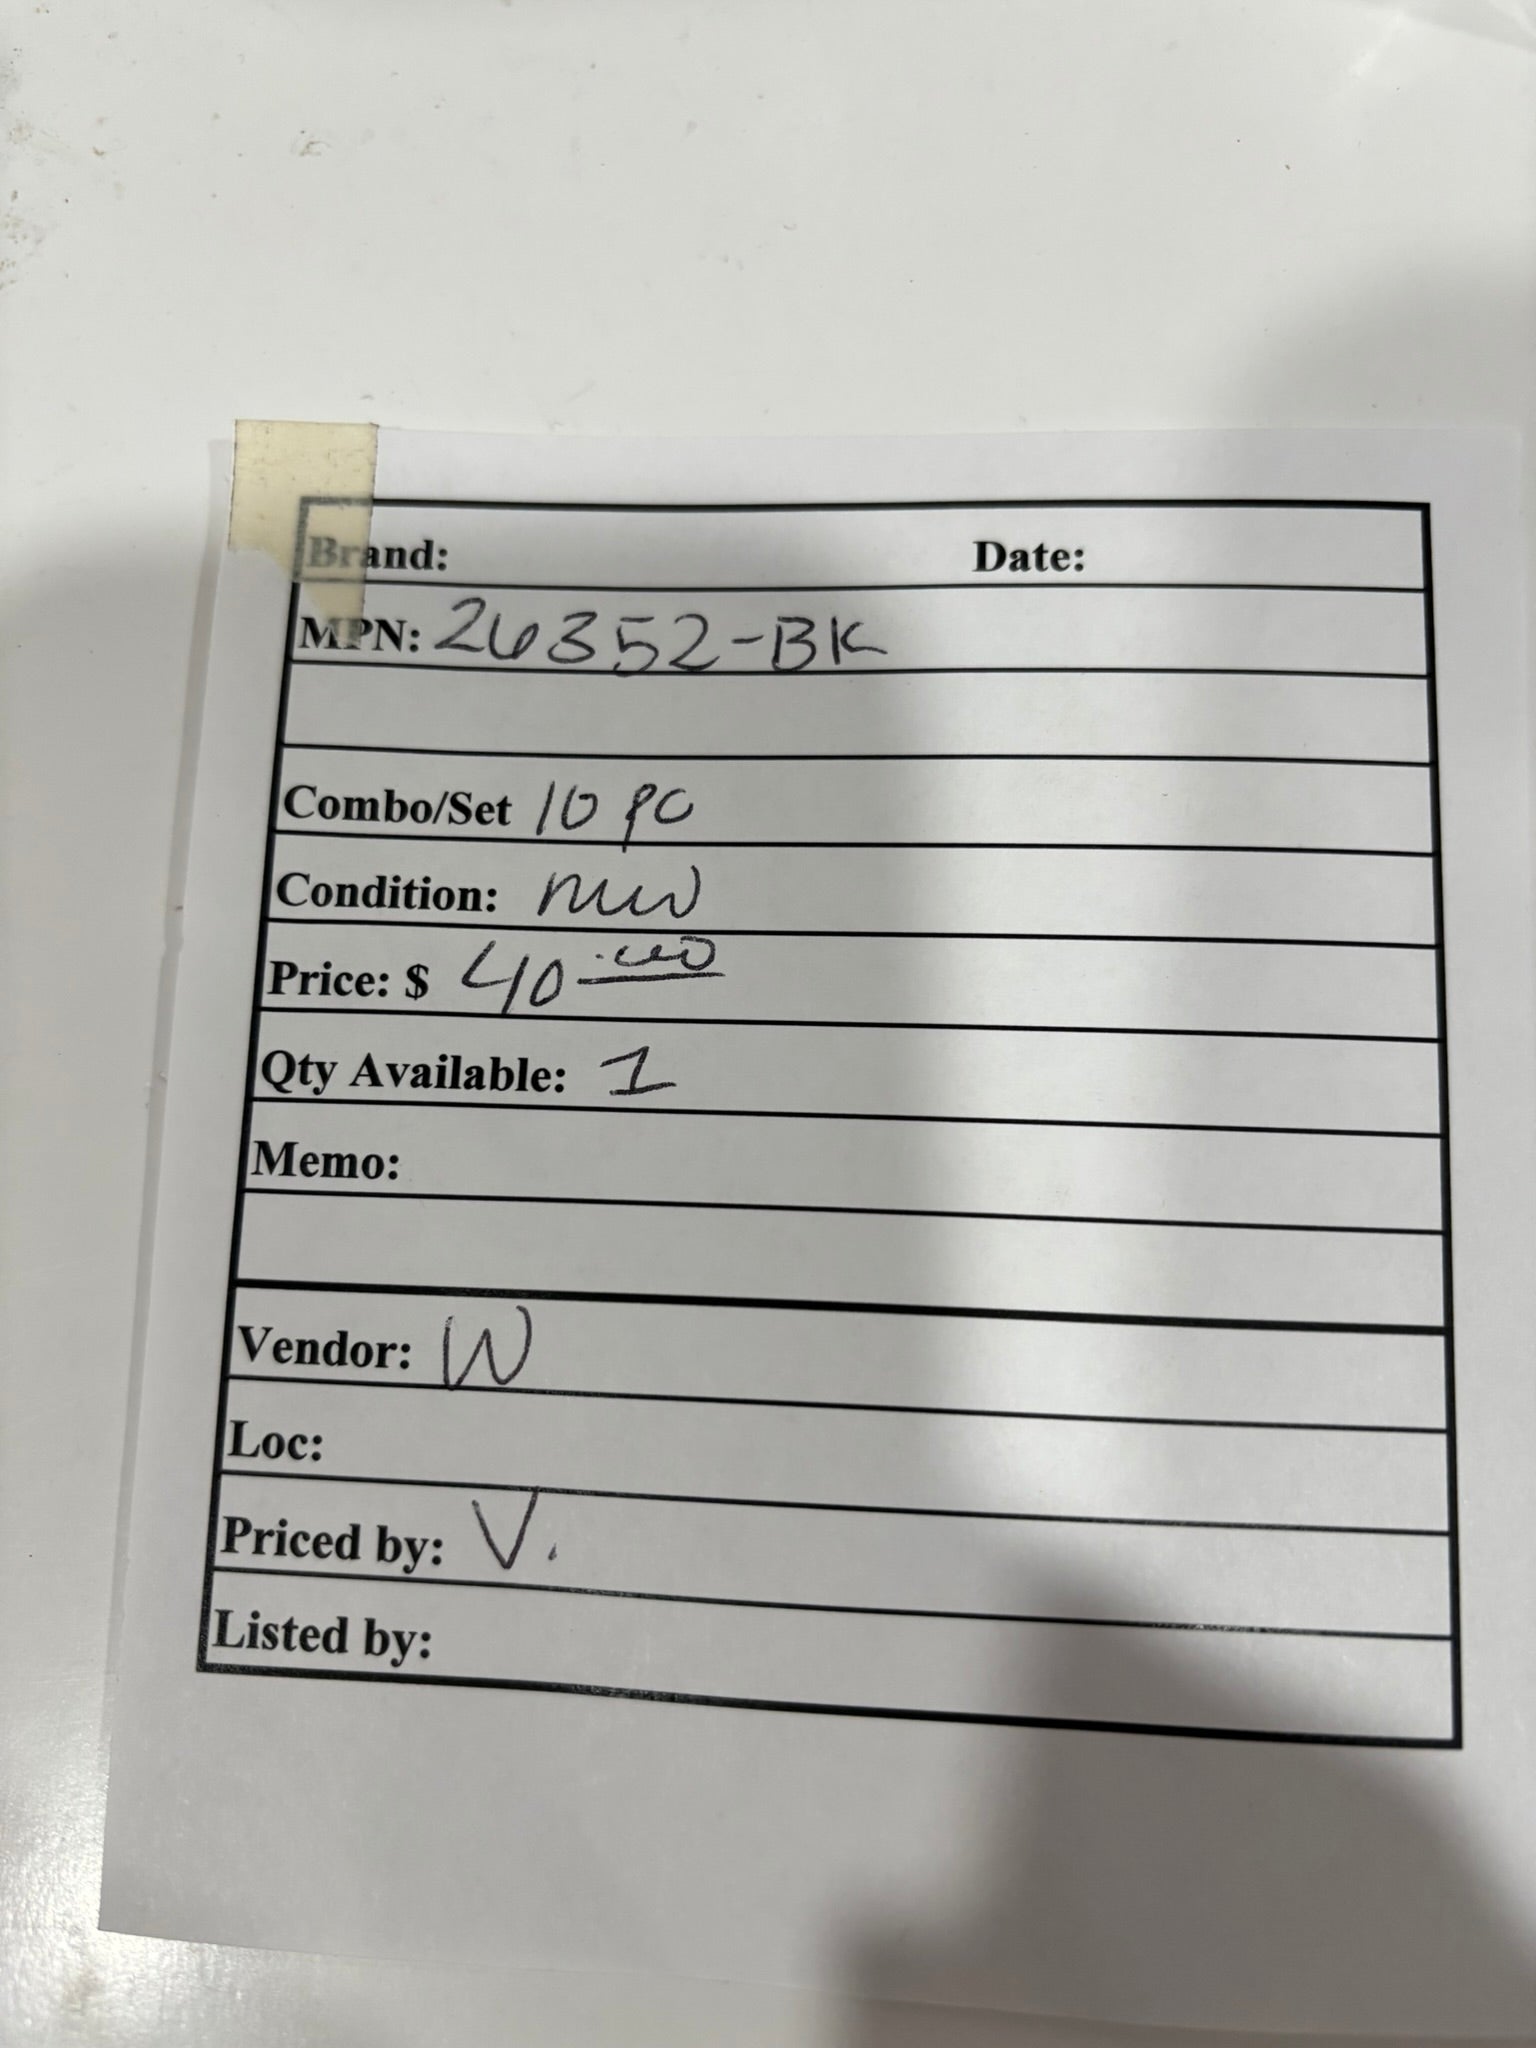 Brand: Date:
MPN: 26352-BK
Combo/Set 10 pc
Condition: new
Price: $ 40.00
Qty Available: 1
Memo:
Vendor: W
Loc:
Priced by: V.
Listed by: